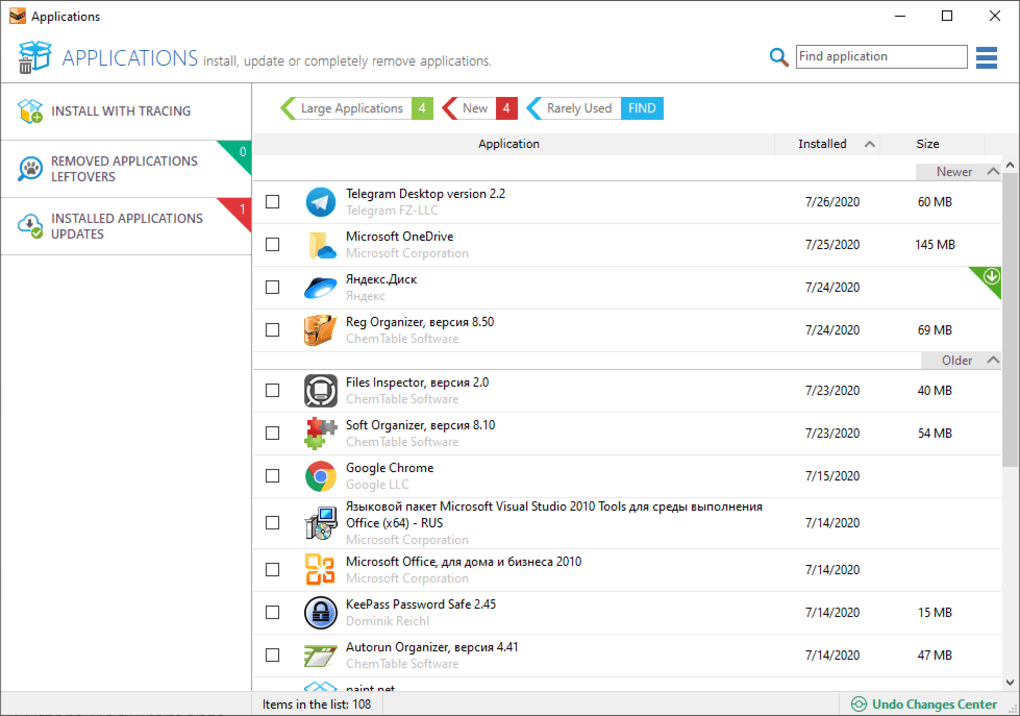 Applications
APPLICATIONS install, update or completely remove applications.
Find application
INSTALL WITH TRACING
REMOVED APPLICATIONS
LEFTOVERS
0
INSTALLED APPLICATIONS
UPDATES
1
Large Applications 4 New 4 Rarely Used FIND
Application Installed Size
Newer
Telegram Desktop version 2.2
Telegram FZ-LLC
7/26/2020 60 MB
Microsoft OneDrive
Microsoft Corporation
7/25/2020 145 MB
Яндекс.Диск
Яндекс
7/24/2020
Reg Organizer, версия 8.50
ChemTable Software
7/24/2020 69 MB
Older
Files Inspector, версия 2.0
ChemTable Software
7/23/2020 40 MB
Soft Organizer, версия 8.10
ChemTable Software
7/23/2020 54 MB
Google Chrome
Google LLC
7/15/2020
Языковой пакет Microsoft Visual Studio 2010 Tools для среды выполнения
Office (x64) - RUS
Microsoft Corporation
7/14/2020
Microsoft Office, для дома и бизнеса 2010
Microsoft Corporation
7/14/2020
KeePass Password Safe 2.45
Dominik Reichl
7/14/2020 15 MB
Autorun Organizer, версия 4.41
ChemTable Software
7/14/2020 47 MB
paint.net
Items in the list: 108
Undo Changes Center